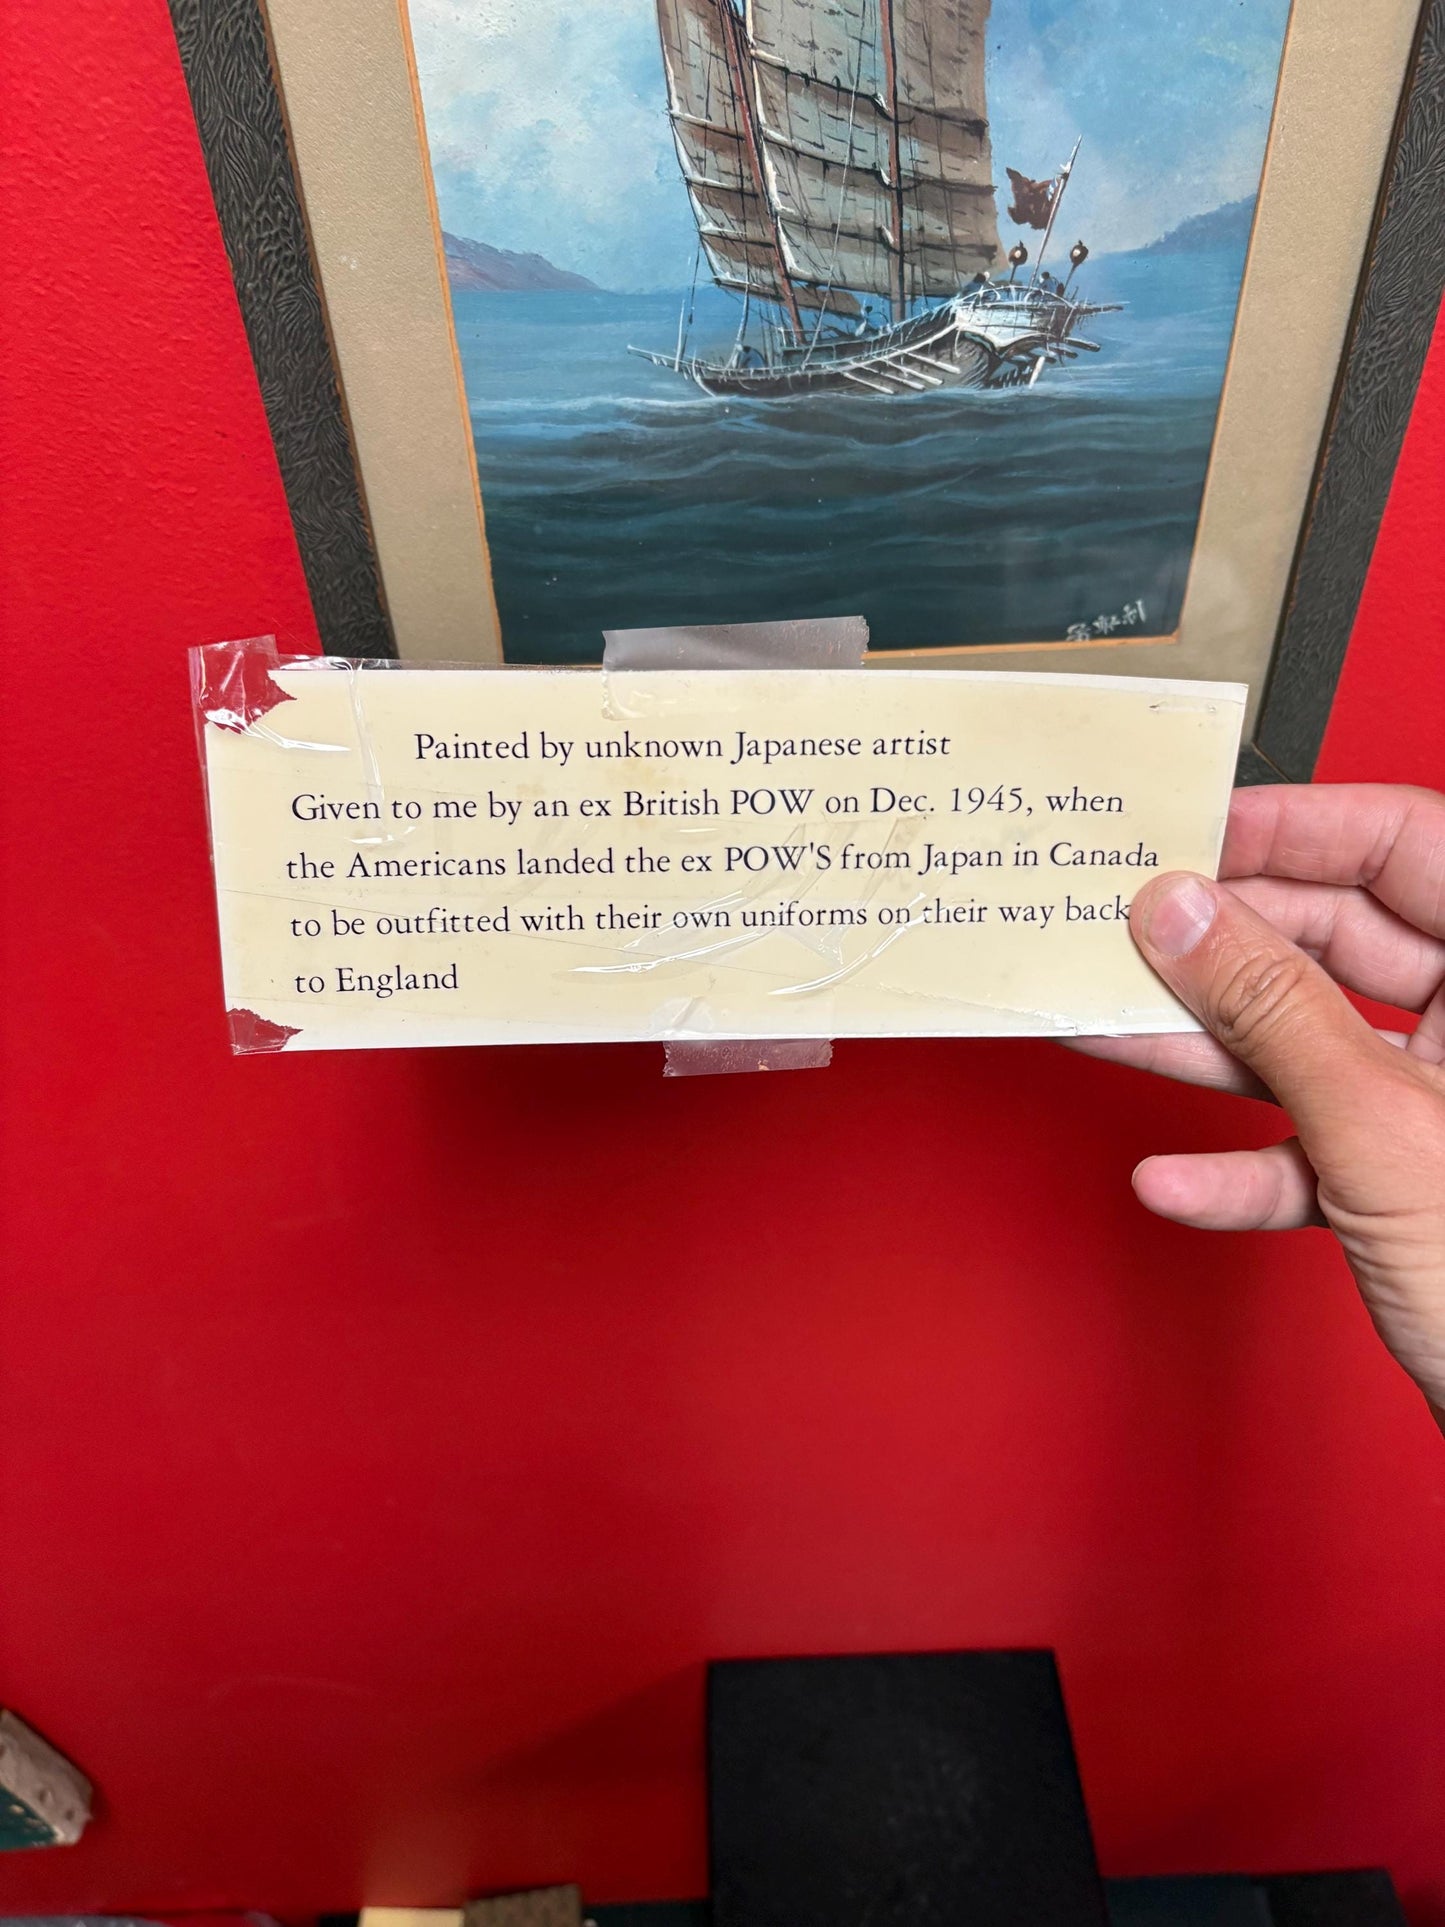 Painted by unknown Japanese artist
Given to me by an ex British POW on Dec. 1945, when
the Americans landed the ex POW'S from Japan in Canada
to be outfitted with their own uniforms on their way back
to England